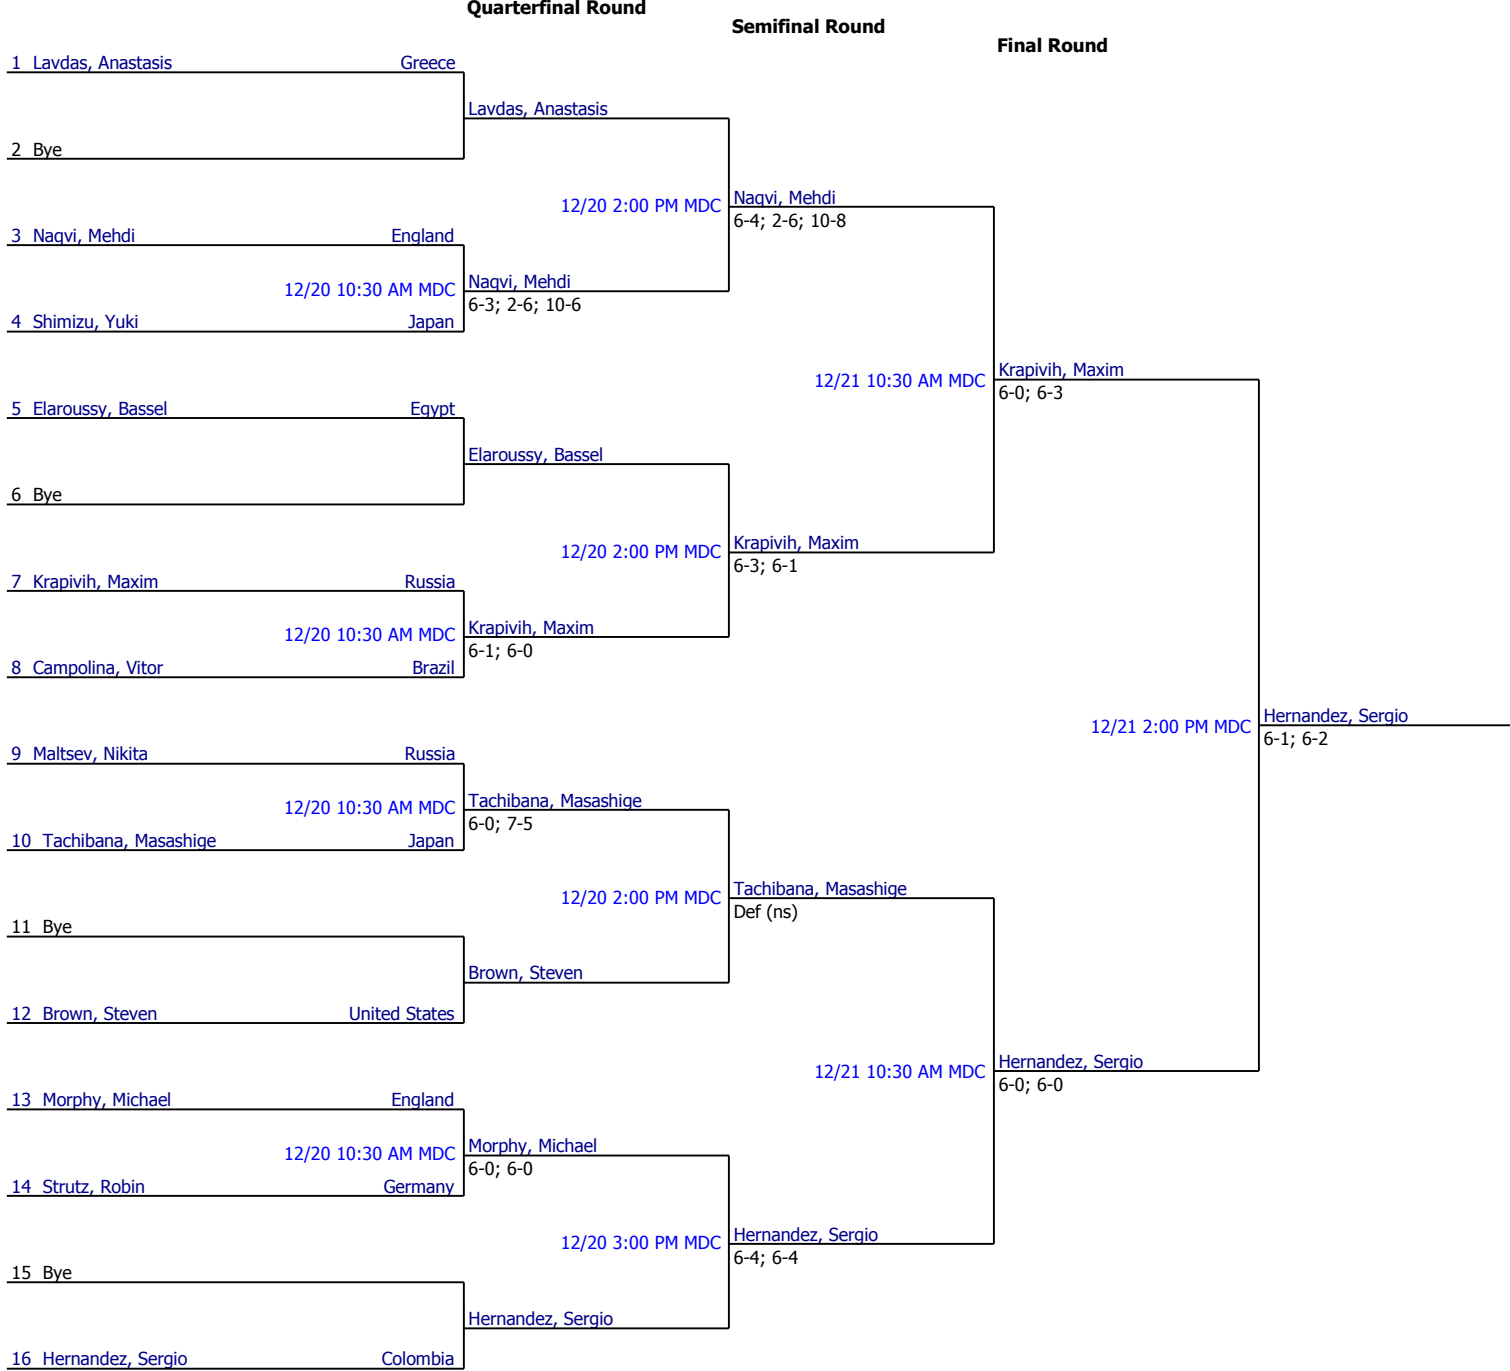 Quarterfinal Round
Semifinal Round
Final Round
1 Lavdas, Anastasis Greece
Lavdas, Anastasis
2 Bye
12/20 2:00 PM MDC Naqvi, Mehdi
6-4; 2-6; 10-8
3 Naqvi, Mehdi England
12/20 10:30 AM MDC Naqvi, Mehdi
6-3; 2-6; 10-6
4 Shimizu, Yuki Japan
12/21 10:30 AM MDC Krapivih, Maxim
6-0; 6-3
5 Elaroussy, Bassel Egypt
Elaroussy, Bassel
6 Bye
12/20 2:00 PM MDC Krapivih, Maxim
6-3; 6-1
7 Krapivih, Maxim Russia
12/20 10:30 AM MDC Krapivih, Maxim
6-1; 6-0
8 Campolina, Vitor Brazil
12/21 2:00 PM MDC Hernandez, Sergio
6-1; 6-2
9 Maltsev, Nikita Russia
12/20 10:30 AM MDC Tachibana, Masashige
6-0; 7-5
10 Tachibana, Masashige Japan
12/20 2:00 PM MDC Tachibana, Masashige
Def (ns)
11 Bye
Brown, Steven
12 Brown, Steven United States
12/21 10:30 AM MDC Hernandez, Sergio
6-0; 6-0
13 Morphy, Michael England
12/20 10:30 AM MDC Morphy, Michael
6-0; 6-0
14 Strutz, Robin Germany
12/20 3:00 PM MDC Hernandez, Sergio
6-4; 6-4
15 Bye
Hernandez, Sergio
16 Hernandez, Sergio Colombia